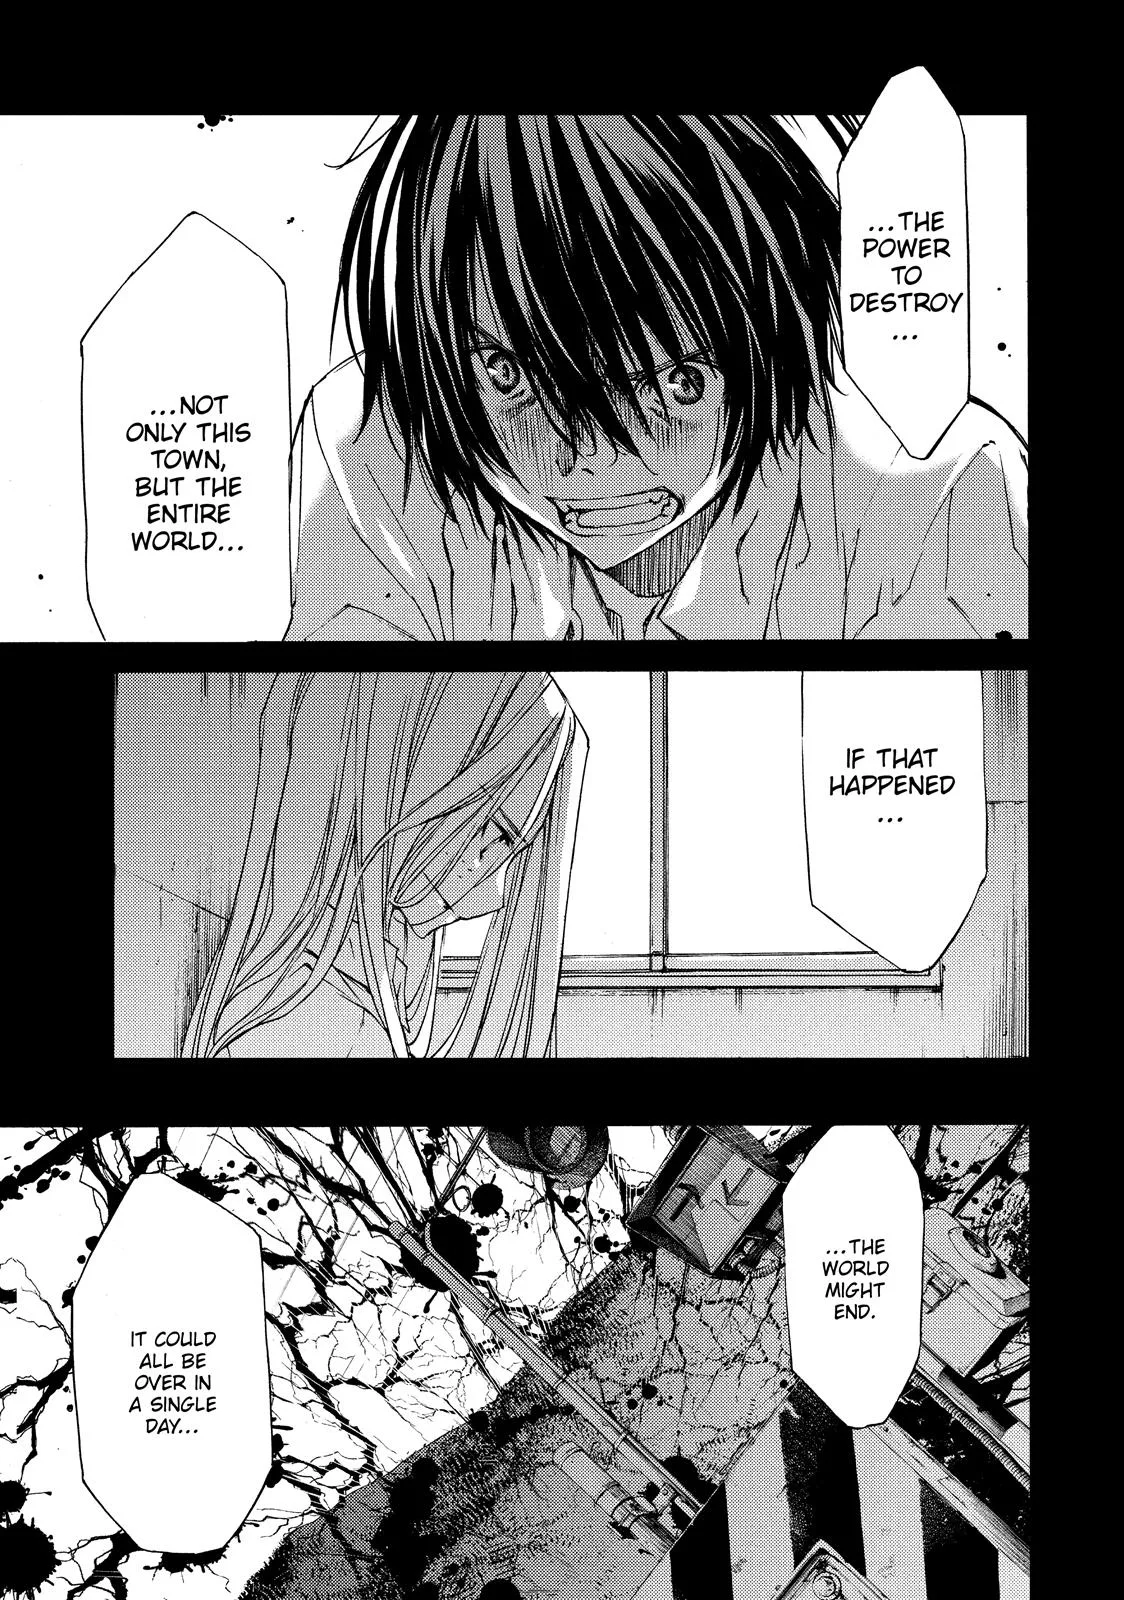 ...THE
POWER
TO
DESTROY
...
...NOT
ONLY THIS
TOWN,
BUT THE
ENTIRE
WORLD...
IF THAT
HAPPENED
...
...THE
WORLD
MIGHT
END.
IT COULD
ALL BE
OVER IN
A SINGLE
DAY...